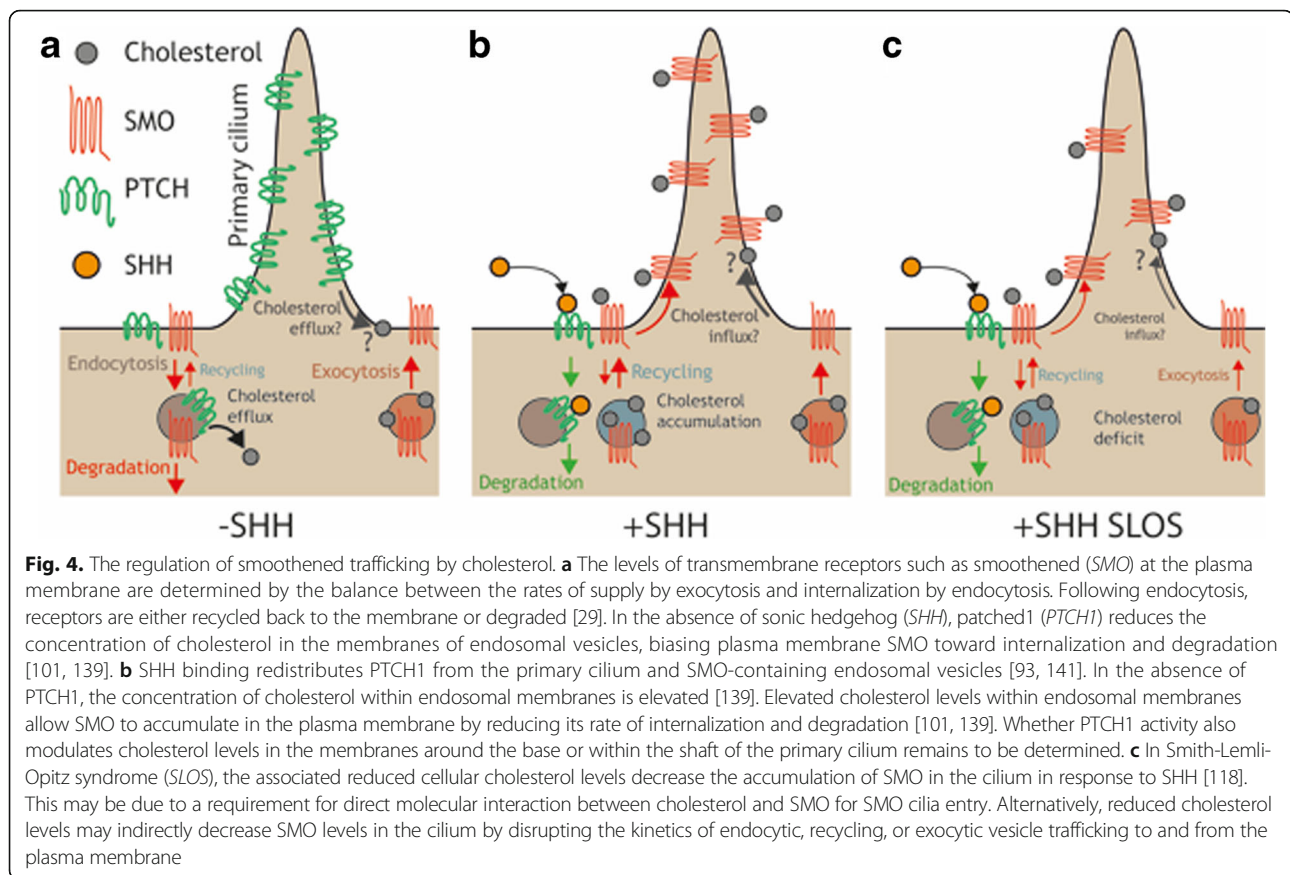 a
Cholesterol
SMO
PTCH
SHH
Primary cilium
Cholesterol
efflux?
?
Endocytosis
Recycling
Exocytosis
Cholesterol
efflux
Degradation
-SHH
b
?
Cholesterol
influx?
Recycling
Cholesterol
accumulation
Degradation
+SHH
c
?
Cholesterol
influx?
Recycling
Exocytosis
Cholesterol
deficit
Degradation
+SHH SLOS
Fig. 4. The regulation of smoothened trafficking by cholesterol. a The levels of transmembrane receptors such as smoothened (SMO) at the plasma
membrane are determined by the balance between the rates of supply by exocytosis and internalization by endocytosis. Following endocytosis,
receptors are either recycled back to the membrane or degraded [29]. In the absence of sonic hedgehog (SHH), patched1 (PTCH1) reduces the
concentration of cholesterol in the membranes of endosomal vesicles, biasing plasma membrane SMO toward internalization and degradation
[101, 139]. b SHH binding redistributes PTCH1 from the primary cilium and SMO-containing endosomal vesicles [93, 141]. In the absence of
PTCH1, the concentration of cholesterol within endosomal membranes is elevated [139]. Elevated cholesterol levels within endosomal membranes
allow SMO to accumulate in the plasma membrane by reducing its rate of internalization and degradation [101, 139]. Whether PTCH1 activity also
modulates cholesterol levels in the membranes around the base or within the shaft of the primary cilium remains to be determined. c In Smith-Lemli-
Opitz syndrome (SLOS), the associated reduced cellular cholesterol levels decrease the accumulation of SMO in the cilium in response to SHH [118].
This may be due to a requirement for direct molecular interaction between cholesterol and SMO for SMO cilia entry. Alternatively, reduced cholesterol
levels may indirectly decrease SMO levels in the cilium by disrupting the kinetics of endocytic, recycling, or exocytic vesicle trafficking to and from the
plasma membrane